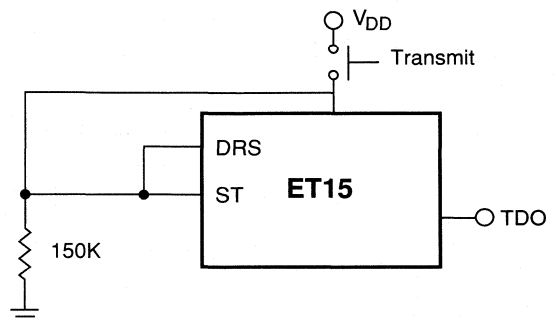 VDD
Transmit
DRS
ET15
ST
TDO
150K